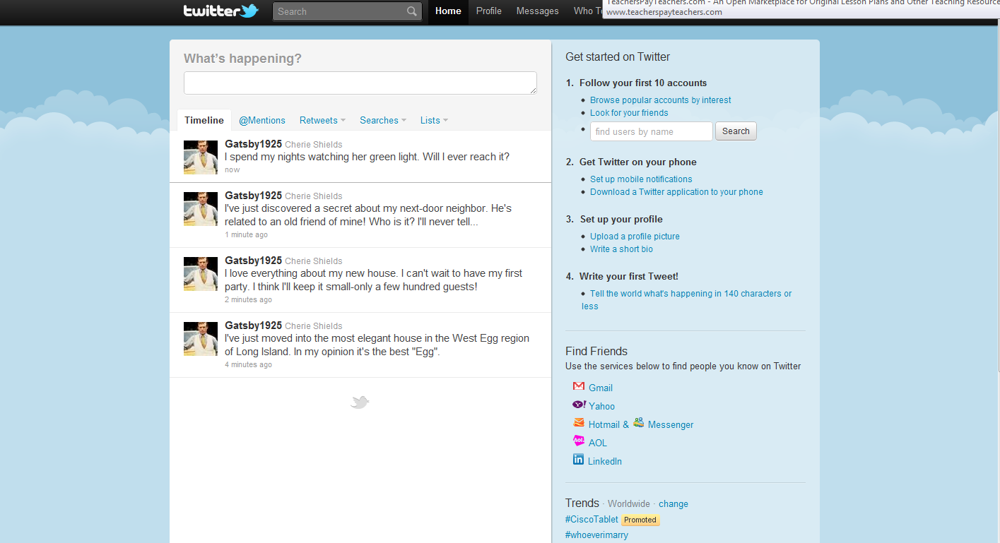 twitter
Search
Home Profile Messages Who
TeachersPayTeachers.com - An Open Marketplace for Original Lesson Plans and Other Teaching Resource
www.teacherspayteachers.com
What's happening?
Timeline @Mentions Retweets Searches Lists
Gatsby1925 Cherie Shields
I spend my nights watching her green light. Will I ever reach it?
now
Gatsby1925 Cherie Shields
I've just discovered a secret about my next-door neighbor. He's
related to an old friend of mine! Who is it? I'll never tell...
1 minute ago
Gatsby1925 Cherie Shields
I love everything about my new house. I can't wait to have my first
party. I think I'll keep it small-only a few hundred guests!
2 minutes ago
Gatsby1925 Cherie Shields
I've just moved into the most elegant house in the West Egg region
of Long Island. In my opinion it's the best "Egg".
4 minutes ago
Get started on Twitter
1. Follow your first 10 accounts
• Browse popular accounts by interest
• Look for your friends
• find users by name Search
2. Get Twitter on your phone
• Set up mobile notifications
• Download a Twitter application to your phone
3. Set up your profile
• Upload a profile picture
• Write a short bio
4. Write your first Tweet!
• Tell the world what's happening in 140 characters or
less
Find Friends
Use the services below to find people you know on Twitter
Gmail
Y! Yahoo
Hotmail & Messenger
Aol. AOL
in LinkedIn
Trends · Worldwide · change
#CiscoTablet Promoted
#whoeverimarry